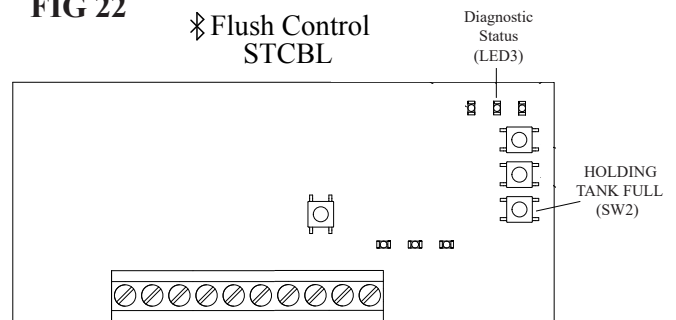 FIG 22
Flush Control
STCBL
Diagnostic
Status
(LED3)
HOLDING
TANK FULL
(SW2)